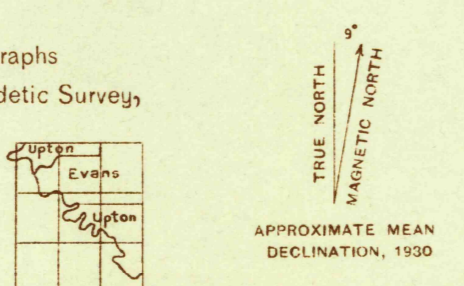 raphs
detic Survey,
Upton
Evans
Upton
9°
TRUE NORTH
MAGNETIC NORTH
APPROXIMATE MEAN
DECLINATION, 1930